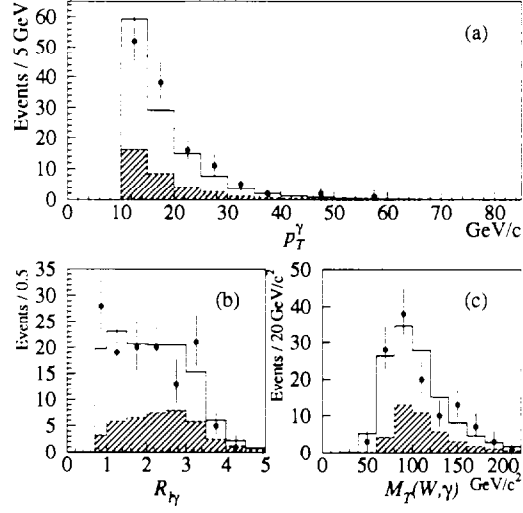 Events / 5 GeV
60
50
40
30
20
10
0
(a)
0 10 20 30 40 50 60 70 80
p_T^γ
GeV/c
Events / 0.5
35
30
25
20
15
10
5
0
(b)
0 1 2 3 4 5
R_lγ
Events / 20 GeV/c²
50
40
30
20
10
0
(c)
0 50 100 150 200
M_T(W,γ)
GeV/c²